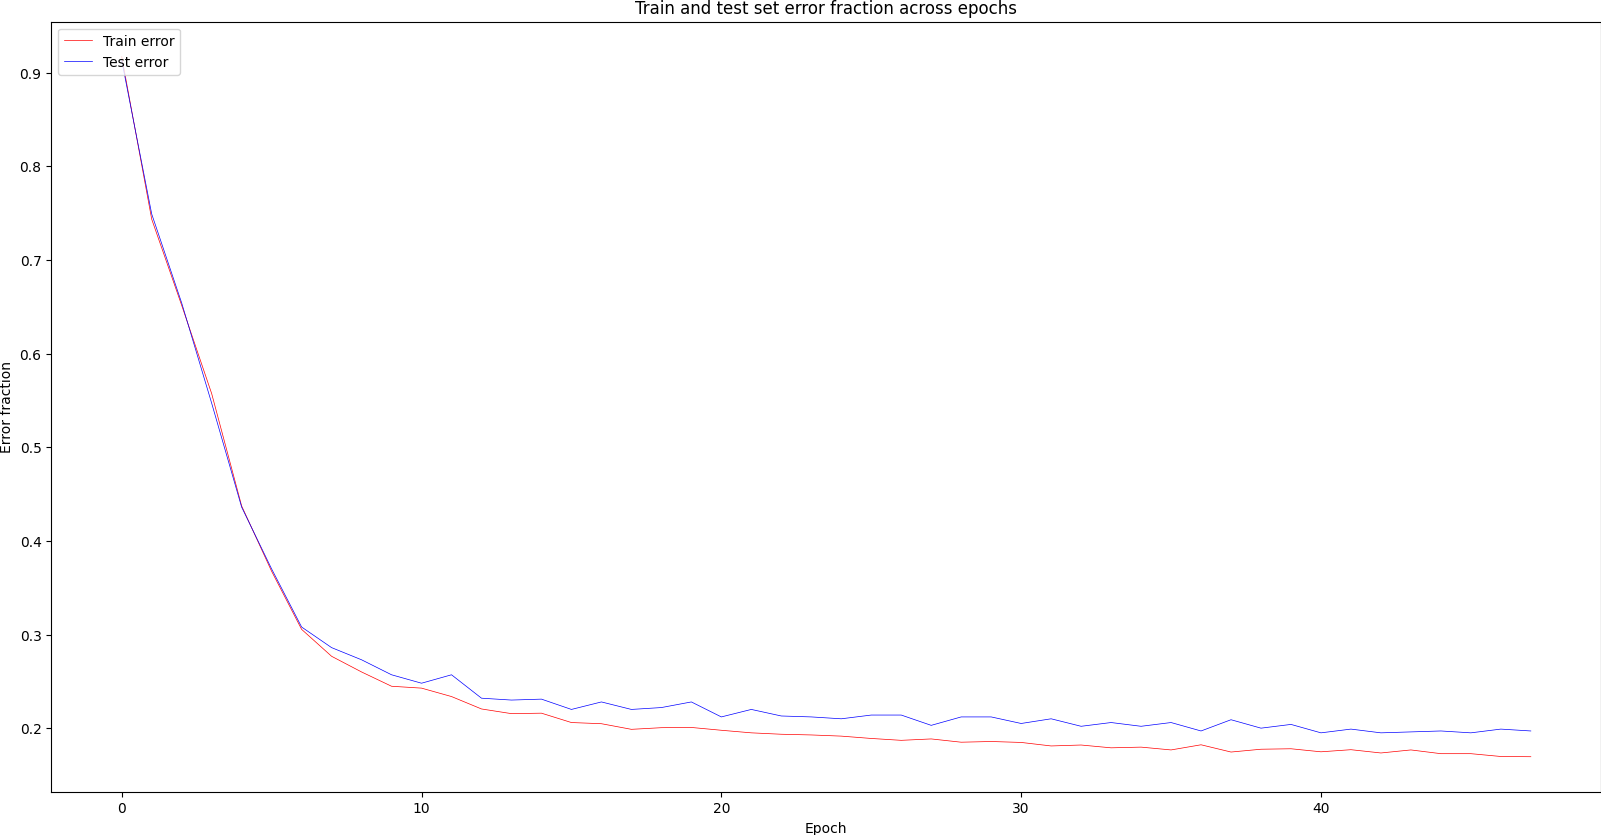 Train and test set error fraction across epochs
Train error
Test error
0.9
0.8
0.7
0.6
0.5
0.4
0.3
0.2
Error fraction
0 10 20 30 40
Epoch